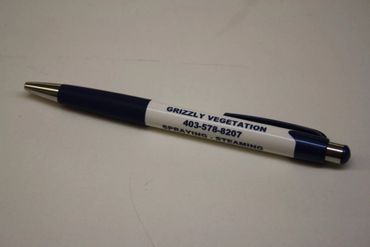 GRIZZLY VEGETATION
403-578-8207
SPRAYING - STEAMING